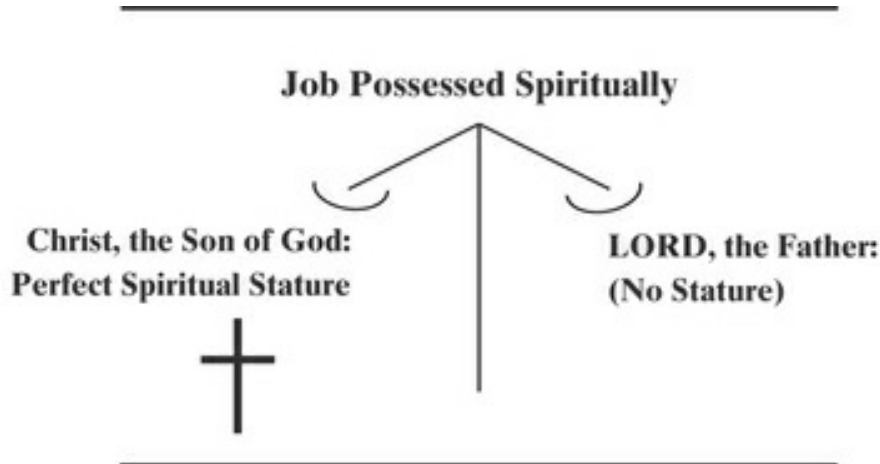 Job Possessed Spiritually
Christ, the Son of God:
Perfect Spiritual Stature
LORD, the Father:
(No Stature)